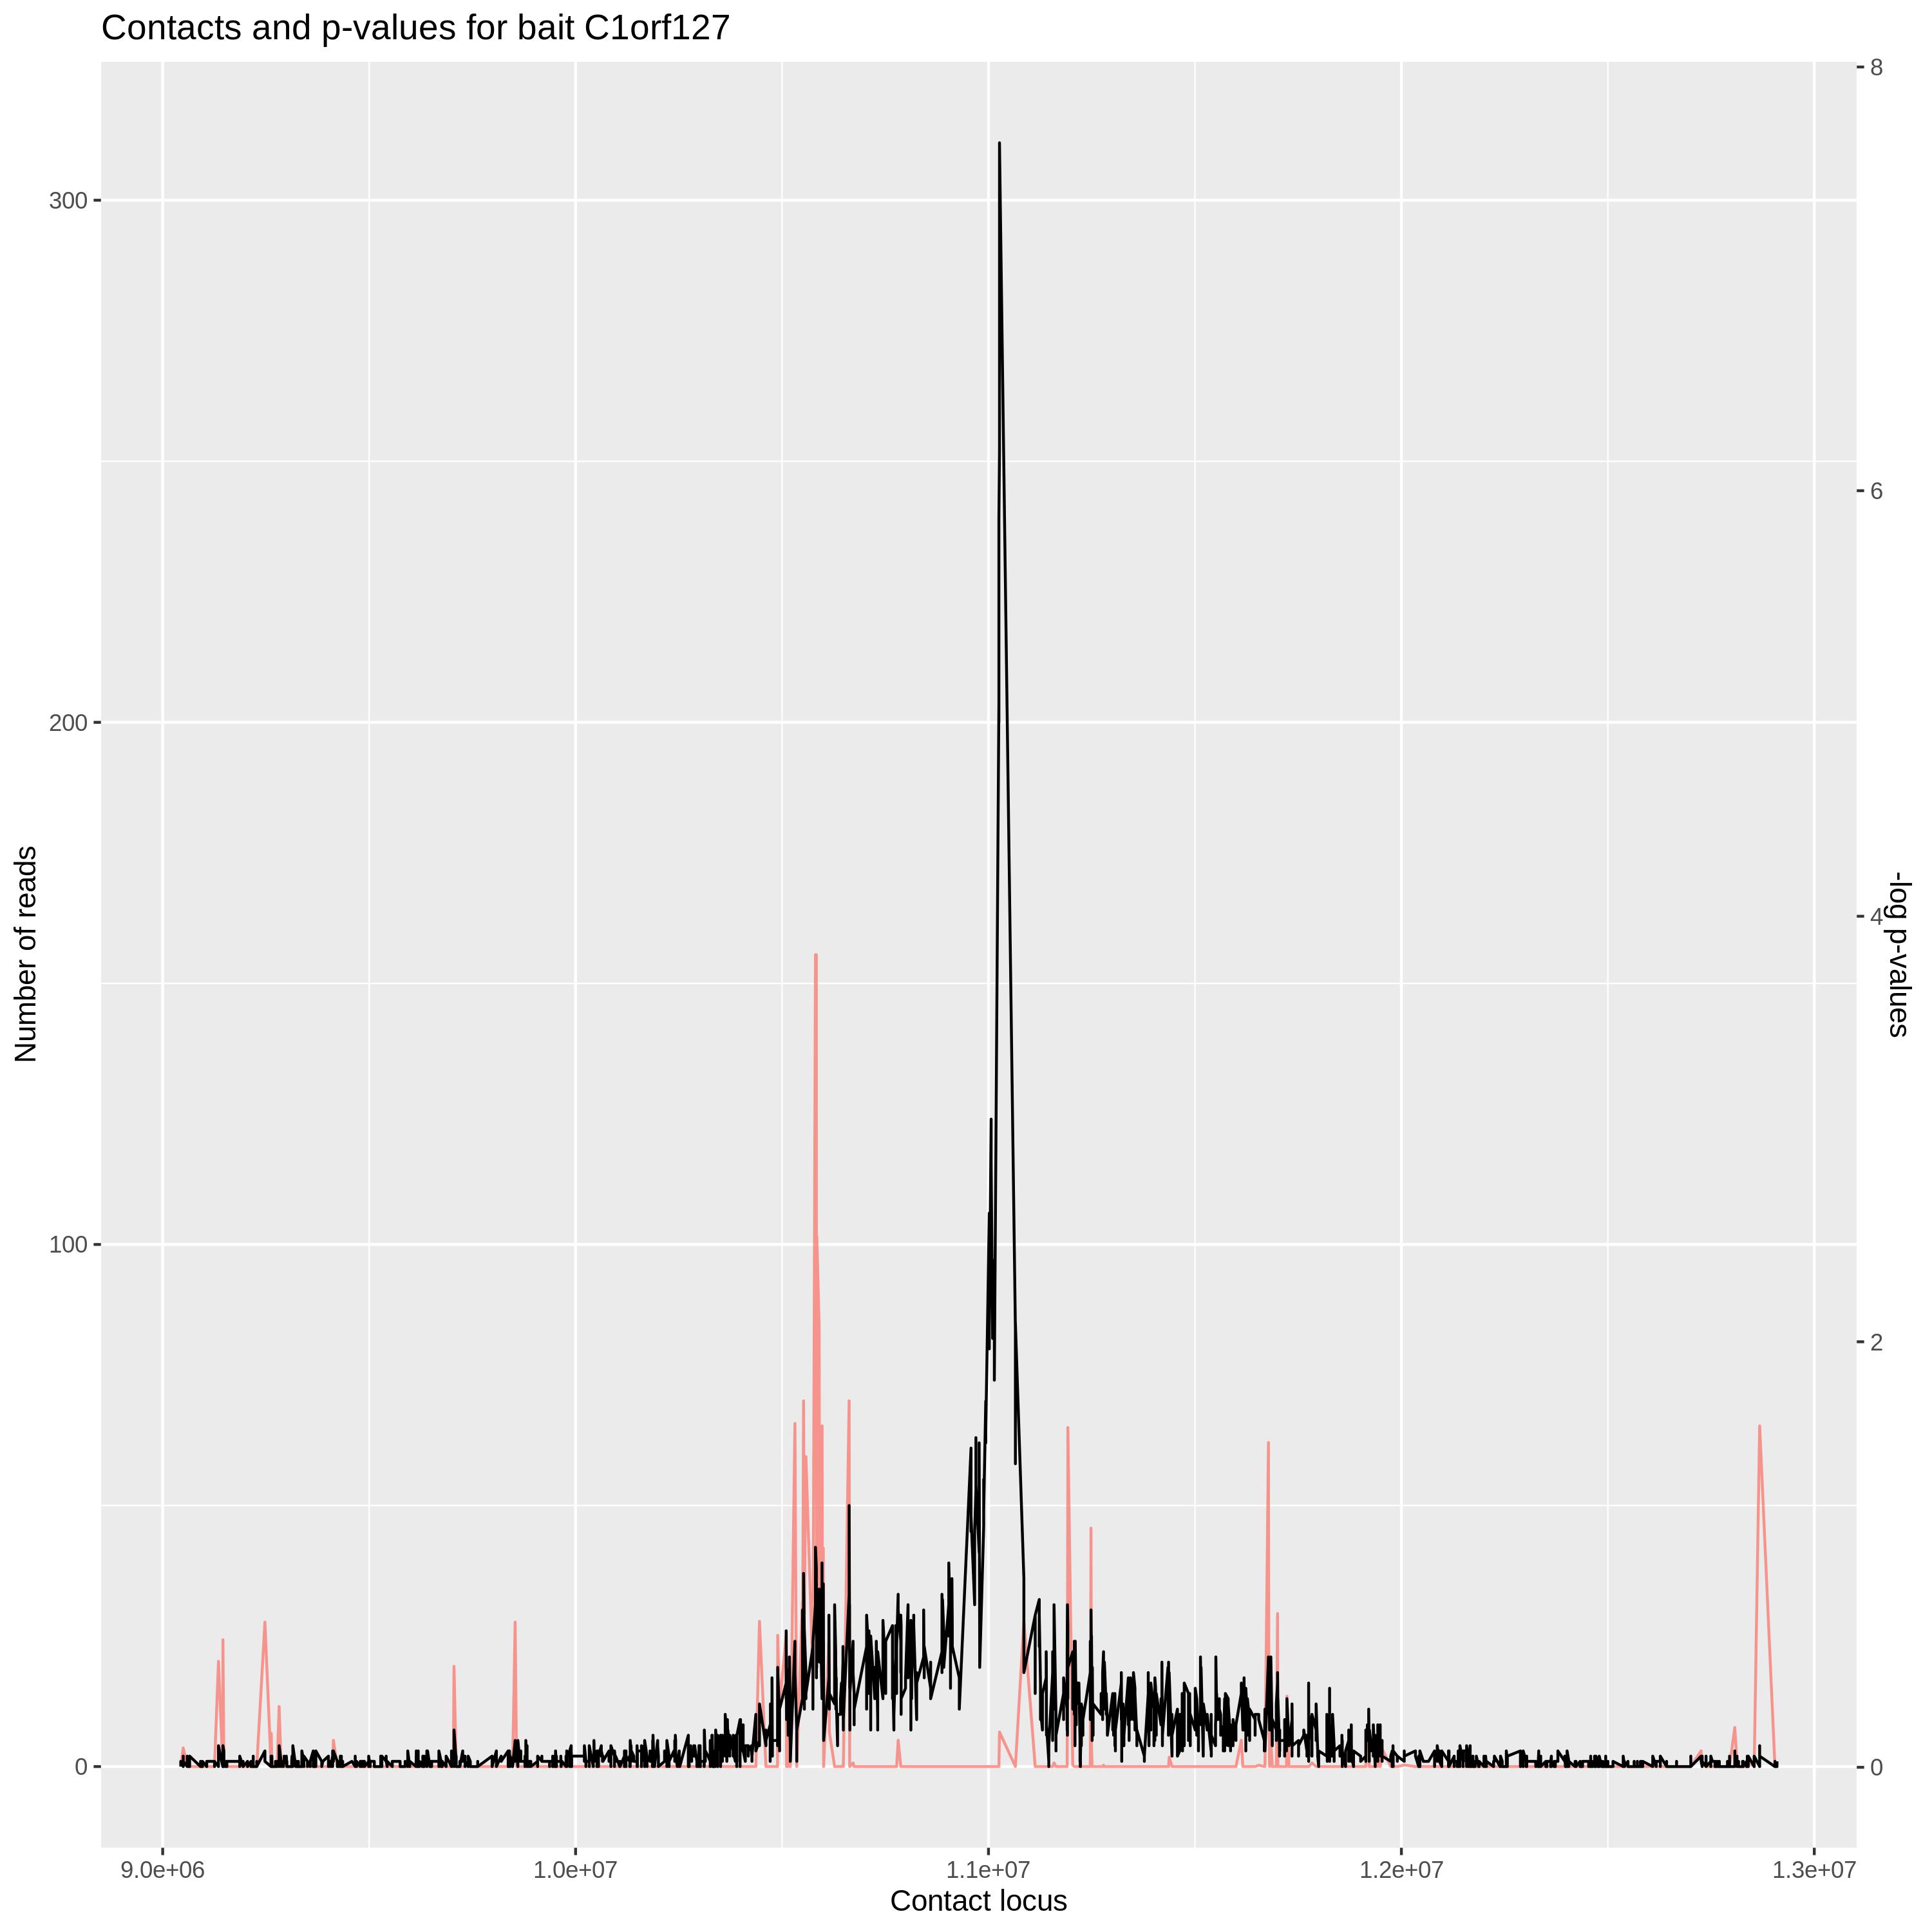 Contacts and p-values for bait C1orf127
300
200
100
0
Number of reads
8
6
4
2
0
-log p-values
9.0e+06
1.0e+07
1.1e+07
1.2e+07
1.3e+07
Contact locus